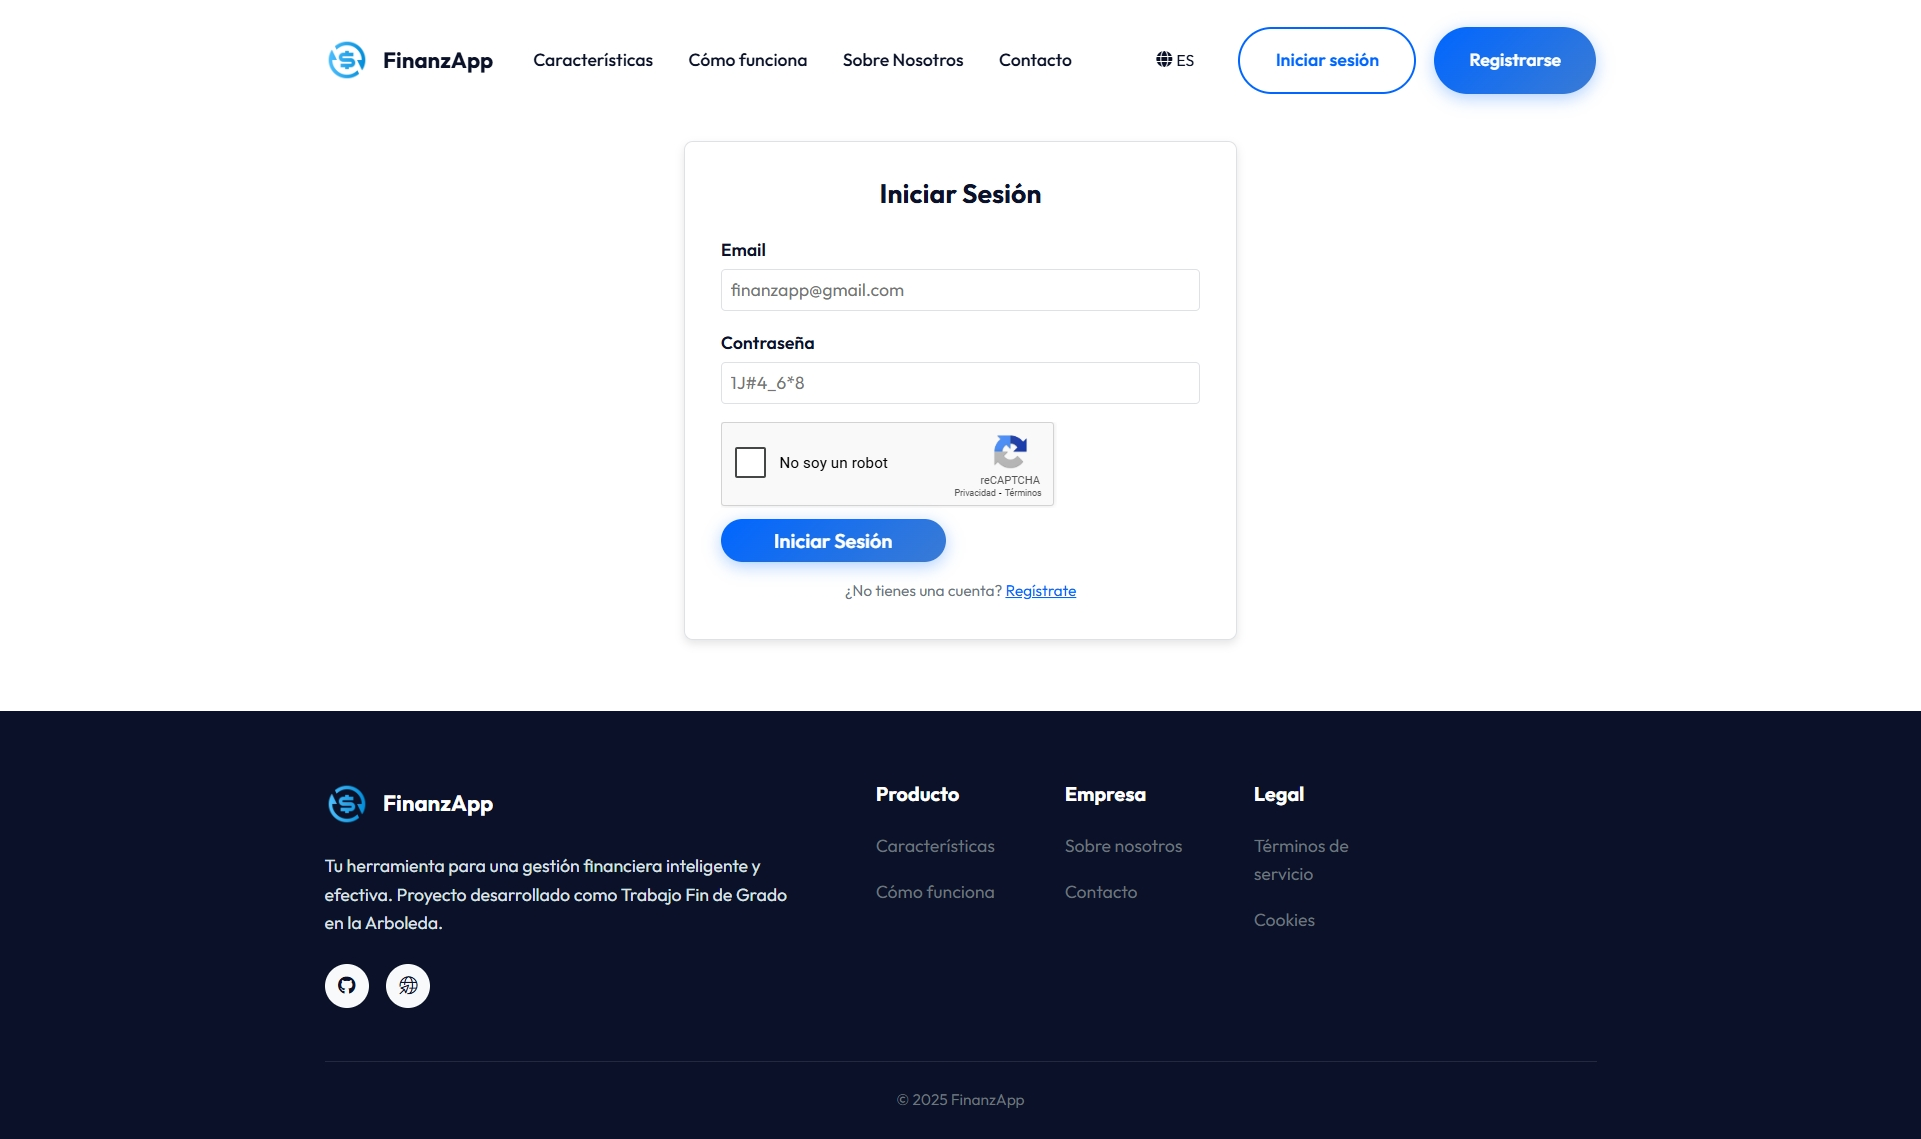 FinanzApp
Características
Cómo funciona
Sobre Nosotros
Contacto
ES
Iniciar sesión
Registrarse
Iniciar Sesión
Email
finanzapp@gmail.com
Contraseña
1J#4_6*8
No soy un robot
reCAPTCHA
Privacidad - Términos
Iniciar Sesión
¿No tienes una cuenta? Regístrate
FinanzApp
Tu herramienta para una gestión financiera inteligente y
efectiva. Proyecto desarrollado como Trabajo Fin de Grado
en la Arboleda.
Producto
Características
Cómo funciona
Empresa
Sobre nosotros
Contacto
Legal
Términos de
servicio
Cookies
© 2025 FinanzApp